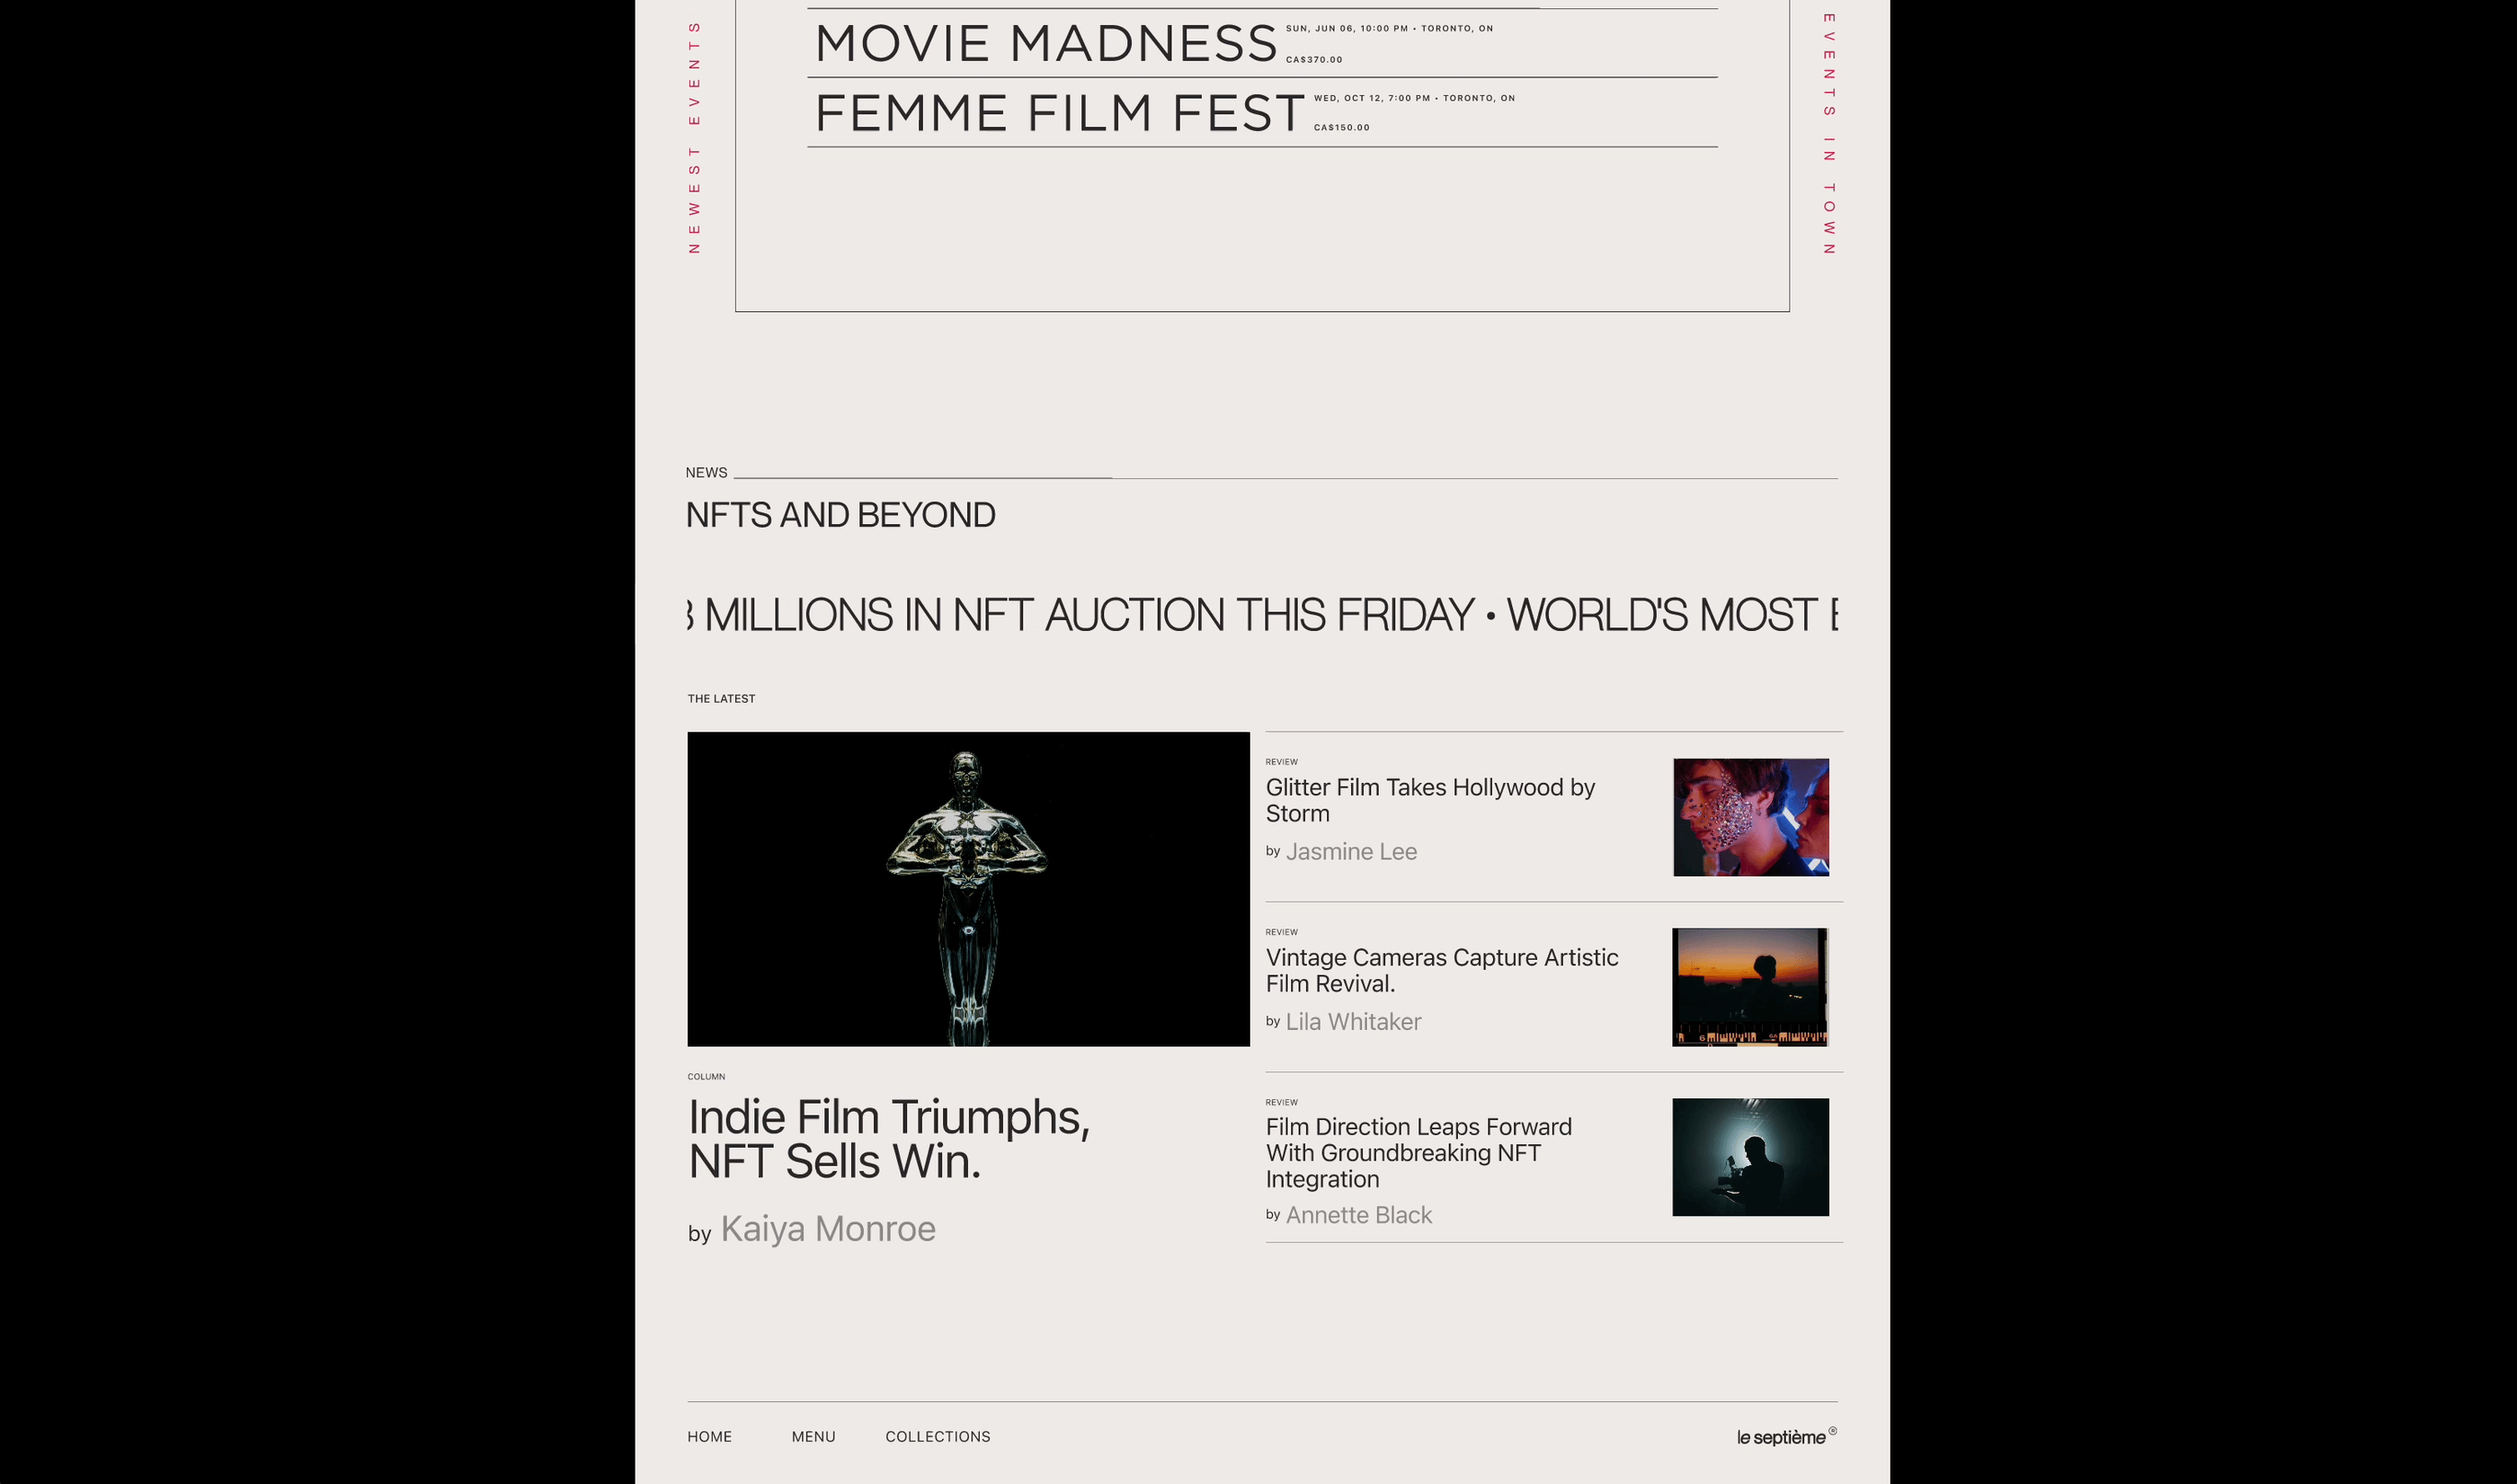 NEWEST EVENTS
EVENTS IN TOWN
MOVIE MADNESS
SUN, JUN 06, 10:00 PM • TORONTO, ON
CA$370.00
FEMME FILM FEST
WED, OCT 12, 7:00 PM • TORONTO, ON
CA$150.00
NEWS
NFTS AND BEYOND
MILLIONS IN NFT AUCTION THIS FRIDAY • WORLD'S MOST
THE LATEST
COLUMN
Indie Film Triumphs,
NFT Sells Win.
by Kaiya Monroe
REVIEW
Glitter Film Takes Hollywood by
Storm
by Jasmine Lee
REVIEW
Vintage Cameras Capture Artistic
Film Revival.
by Lila Whitaker
REVIEW
Film Direction Leaps Forward
With Groundbreaking NFT
Integration
by Annette Black
HOME
MENU
COLLECTIONS
le septième®